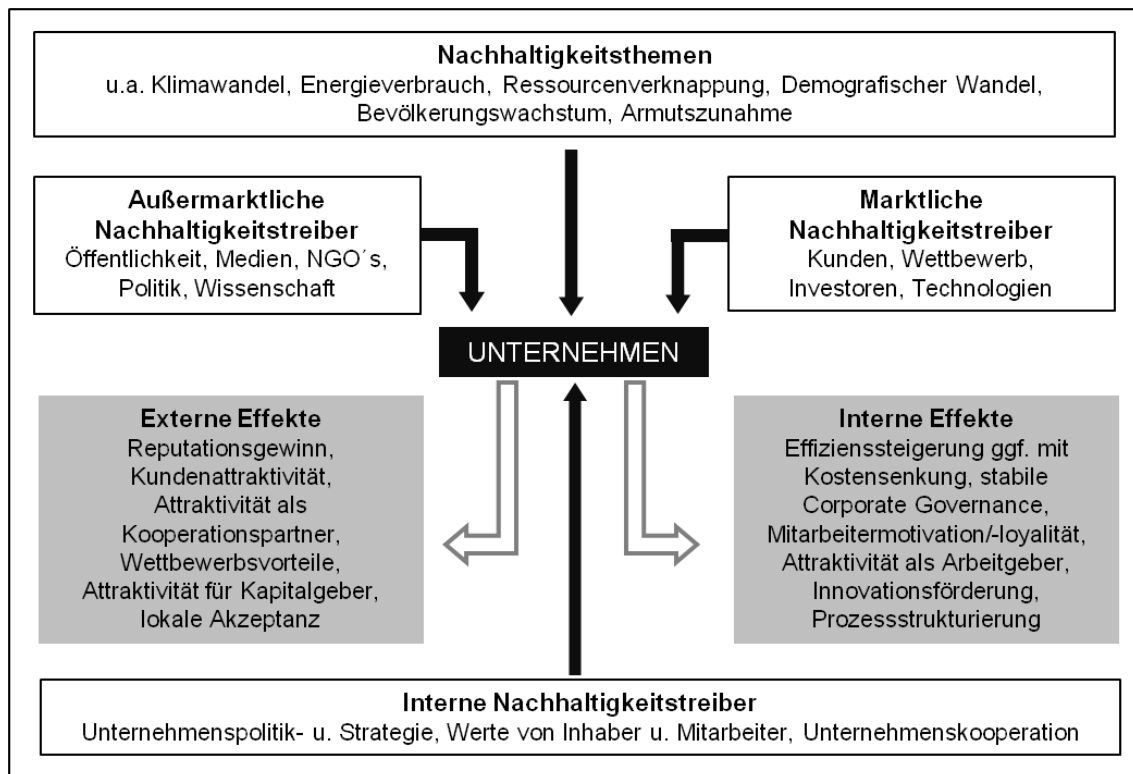 Nachhaltigkeitsthemen
u.a. Klimawandel, Energieverbrauch, Ressourcenverknappung, Demografischer Wandel,
Bevölkerungswachstum, Armutszunahme
Außermarktliche
Nachhaltigkeitstreiber
Öffentlichkeit, Medien, NGO´s,
Politik, Wissenschaft
Marktliche
Nachhaltigkeitstreiber
Kunden, Wettbewerb,
Investoren, Technologien
UNTERNEHMEN
Externe Effekte
Reputationsgewinn,
Kundenattraktivität,
Attraktivität als
Kooperationspartner,
Wettbewerbsvorteile,
Attraktivität für Kapitalgeber,
lokale Akzeptanz
Interne Effekte
Effizienssteigerung ggf. mit
Kostensenkung, stabile
Corporate Governance,
Mitarbeitermotivation/-loyalität,
Attraktivität als Arbeitgeber,
Innovationsförderung,
Prozessstrukturierung
Interne Nachhaltigkeitstreiber
Unternehmenspolitik- u. Strategie, Werte von Inhaber u. Mitarbeiter, Unternehmenskooperation